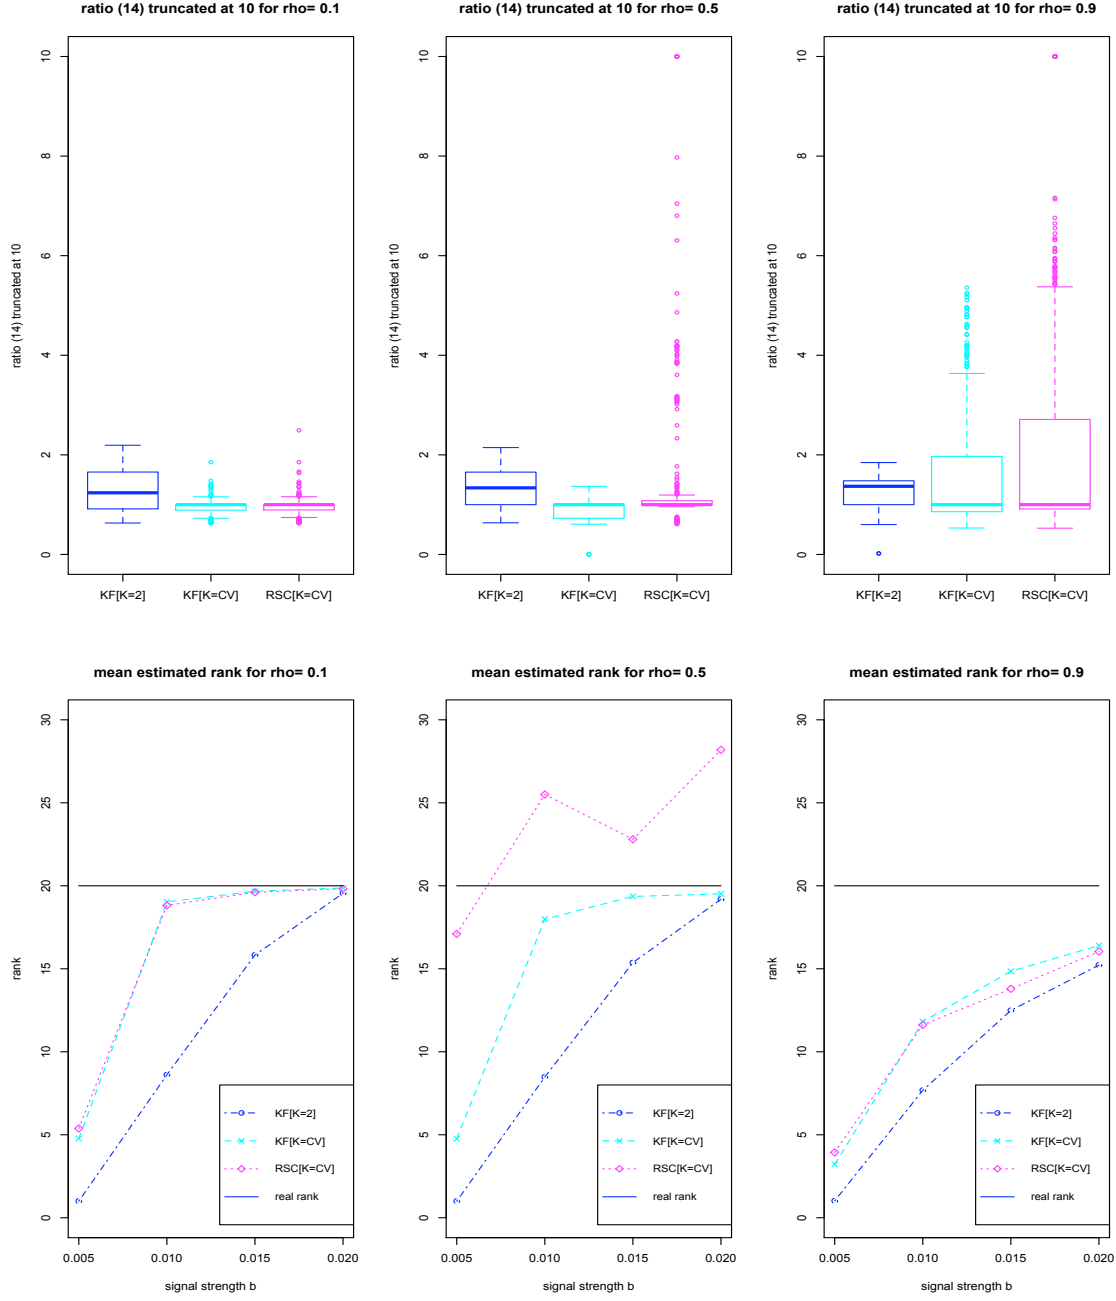 ratio (14) truncated at 10 for rho= 0.1
ratio (14) truncated at 10
0
2
4
6
8
10
KF[K=2]
KF[K=CV]
RSC[K=CV]
ratio (14) truncated at 10 for rho= 0.5
ratio (14) truncated at 10
0
2
4
6
8
10
KF[K=2]
KF[K=CV]
RSC[K=CV]
ratio (14) truncated at 10 for rho= 0.9
ratio (14) truncated at 10
0
2
4
6
8
10
KF[K=2]
KF[K=CV]
RSC[K=CV]
mean estimated rank for rho= 0.1
rank
0
5
10
15
20
25
30
KF[K=2]
KF[K=CV]
RSC[K=CV]
real rank
0.005
0.010
0.015
0.020
signal strength b
mean estimated rank for rho= 0.5
rank
0
5
10
15
20
25
30
KF[K=2]
KF[K=CV]
RSC[K=CV]
real rank
0.005
0.010
0.015
0.020
signal strength b
mean estimated rank for rho= 0.9
rank
0
5
10
15
20
25
30
KF[K=2]
KF[K=CV]
RSC[K=CV]
real rank
0.005
0.010
0.015
0.020
signal strength b